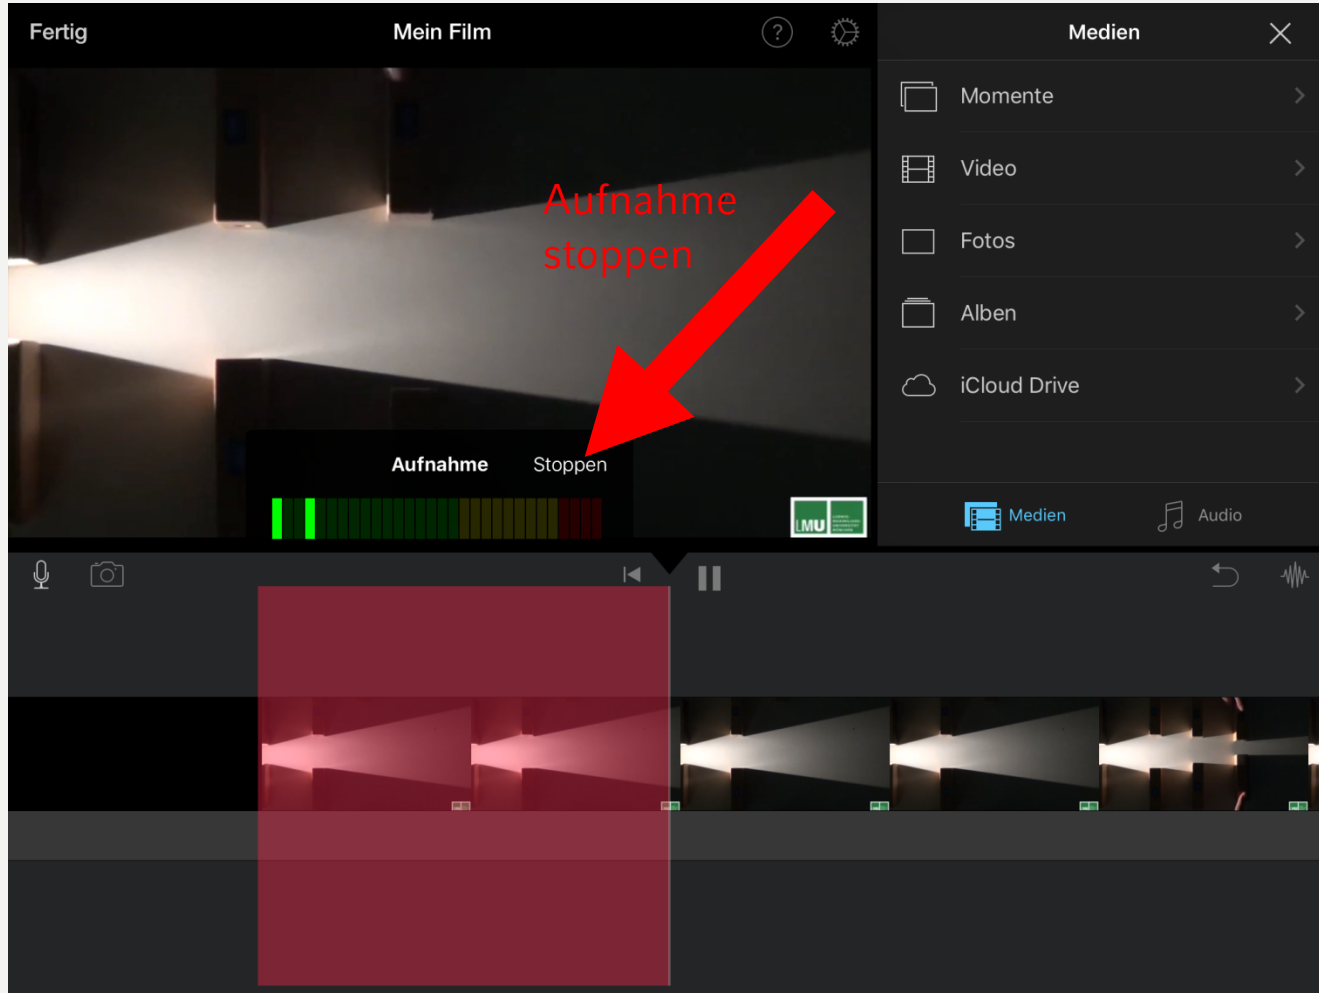 Fertig
Mein Film
?
Medien
Momente
Video
Aufnahme
stoppen
Fotos
Alben
iCloud Drive
Aufnahme
Stoppen
LMU
Medien
Audio